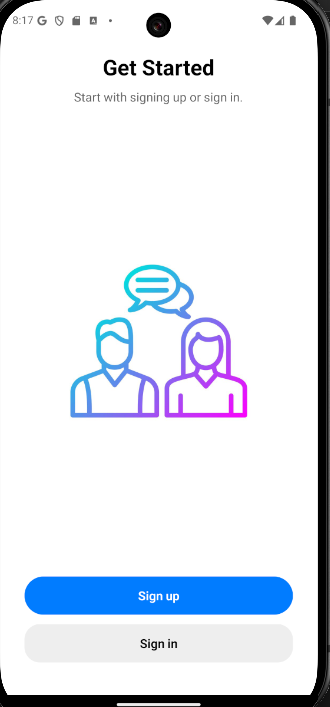 8:17 G
Get Started
Start with signing up or sign in.
Sign up
Sign in